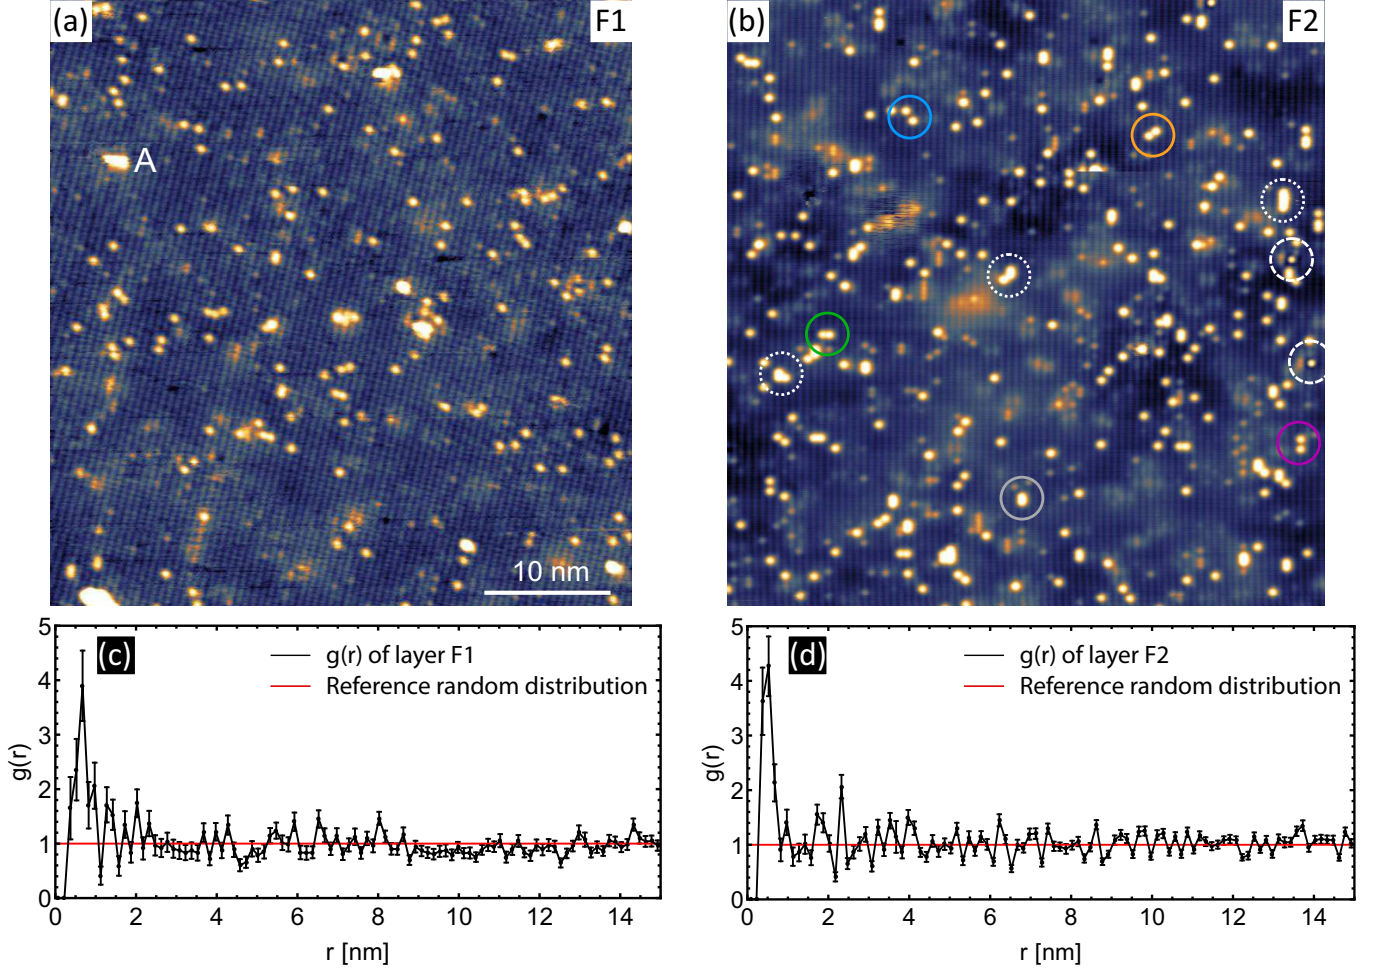 (a) F1 (b) F2
A
10 nm
5 (c) g(r) of layer F1 5 (d) g(r) of layer F2
Reference random distribution Reference random distribution
4 4
3 3
g(r) g(r)
2 2
1 1
0 0
0 2 4 6 8 10 12 14 0 2 4 6 8 10 12 14
r [nm] r [nm]